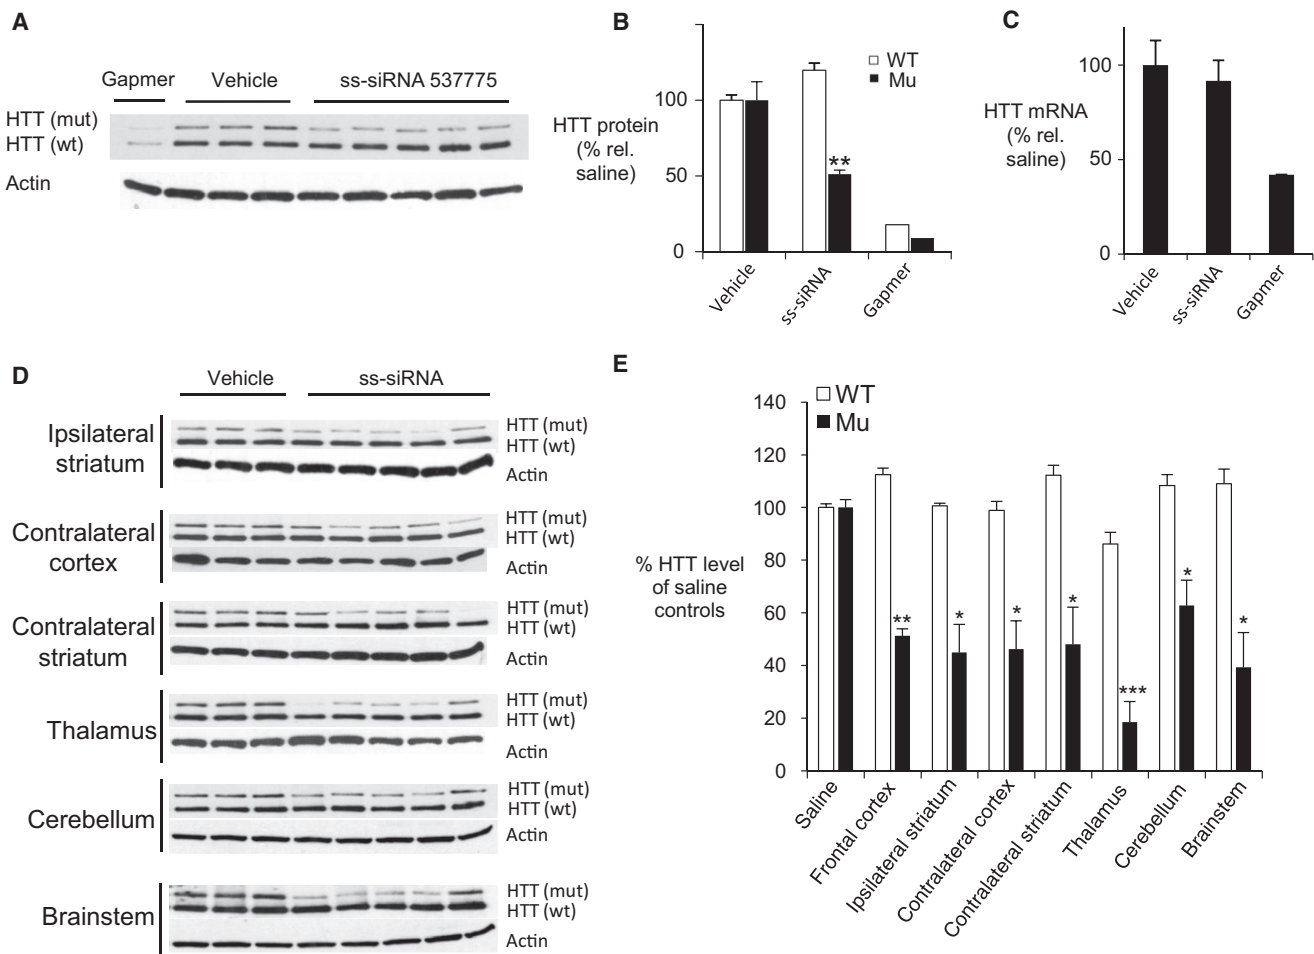 A
Gapmer Vehicle ss-siRNA 537775
HTT (mut)
HTT (wt)
Actin
B
WT
Mu
HTT protein
(% rel.
saline)
100
50
0
**
Vehicle
ss-siRNA
Gapmer
C
HTT mRNA
(% rel.
saline)
100
50
0
Vehicle
ss-siRNA
Gapmer
D
Vehicle ss-siRNA
Ipsilateral
striatum
HTT (mut)
HTT (wt)
Actin
Contralateral
cortex
HTT (mut)
HTT (wt)
Actin
Contralateral
striatum
HTT (mut)
HTT (wt)
Actin
Thalamus
HTT (mut)
HTT (wt)
Actin
Cerebellum
HTT (mut)
HTT (wt)
Actin
Brainstem
HTT (mut)
HTT (wt)
Actin
E
WT
Mu
% HTT level
of saline
controls
140
120
100
80
60
40
20
0
**
*
*
*
***
*
*
Saline
Frontal cortex
Ipsilateral striatum
Contralateral cortex
Contralateral striatum
Thalamus
Cerebellum
Brainstem